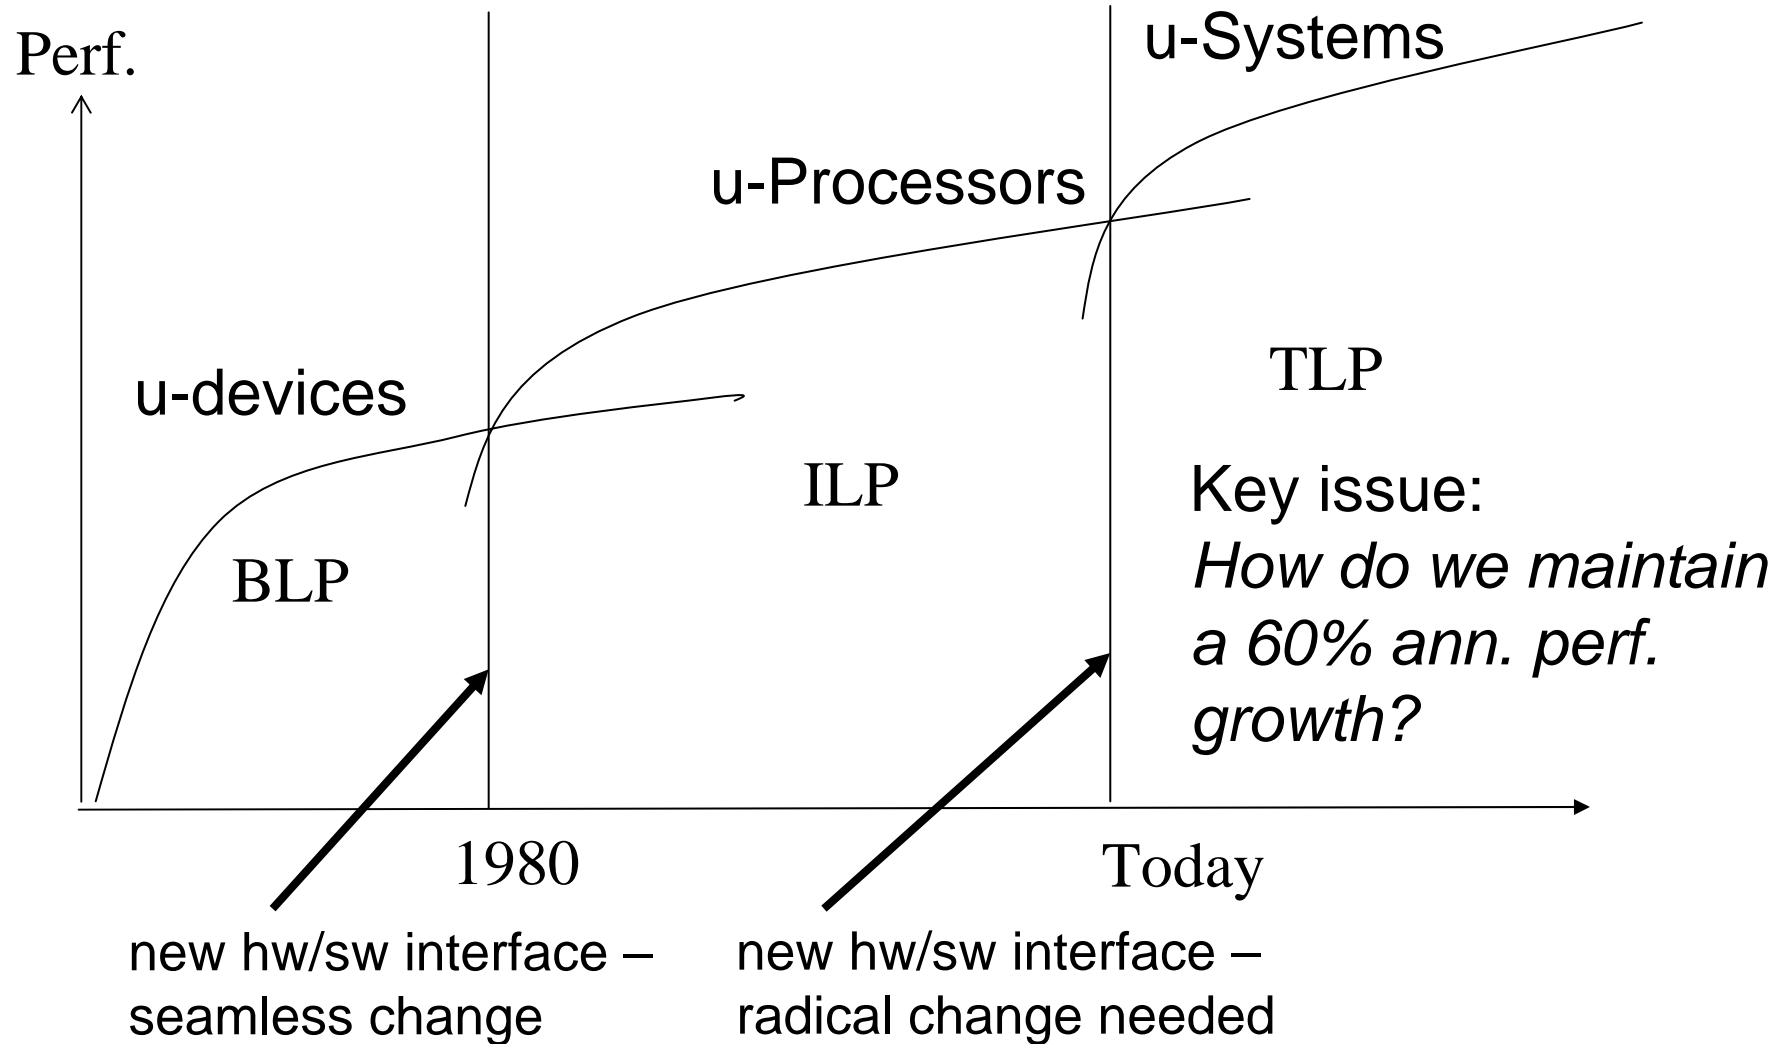 Perf.
u-Systems
u-Processors
u-devices
TLP
ILP
BLP
Key issue:
How do we maintain
a 60% ann. perf.
growth?
1980
Today
new hw/sw interface –
seamless change
new hw/sw interface –
radical change needed